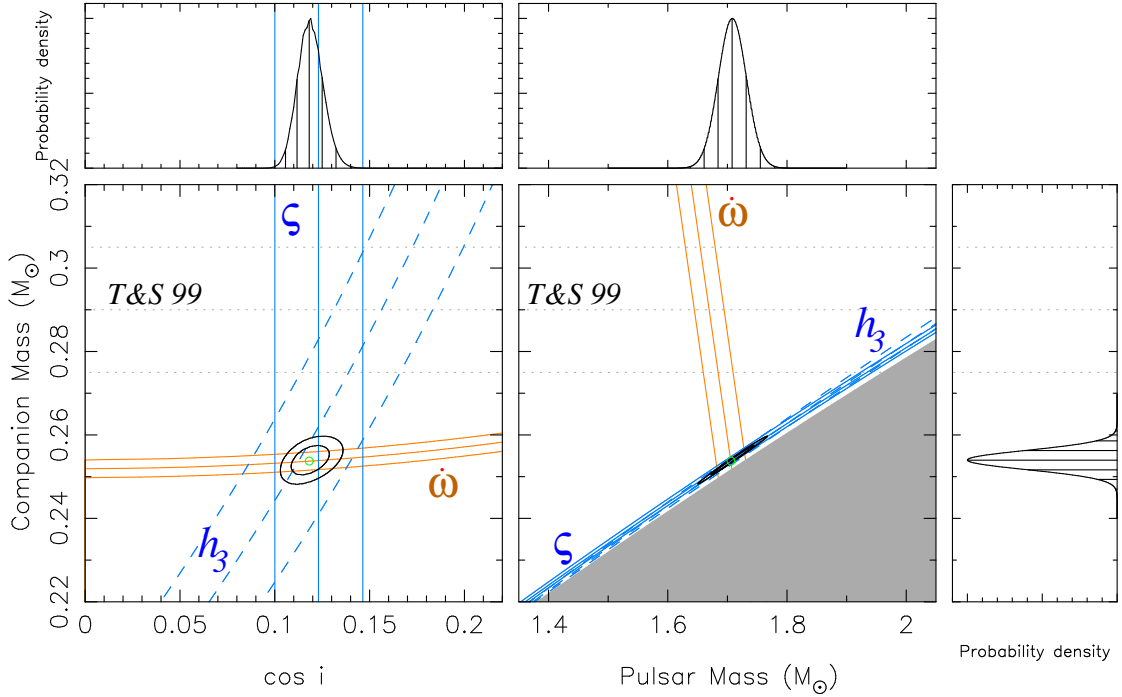 Probability density
ς
ω̇
T&S 99
T&S 99
h₃
h₃
ω̇
ς
Companion Mass (M☉)
0.22
0.24
0.26
0.28
0.3
0.32
0
0.05
0.1
0.15
0.2
1.4
1.6
1.8
2
cos i
Pulsar Mass (M☉)
Probability density